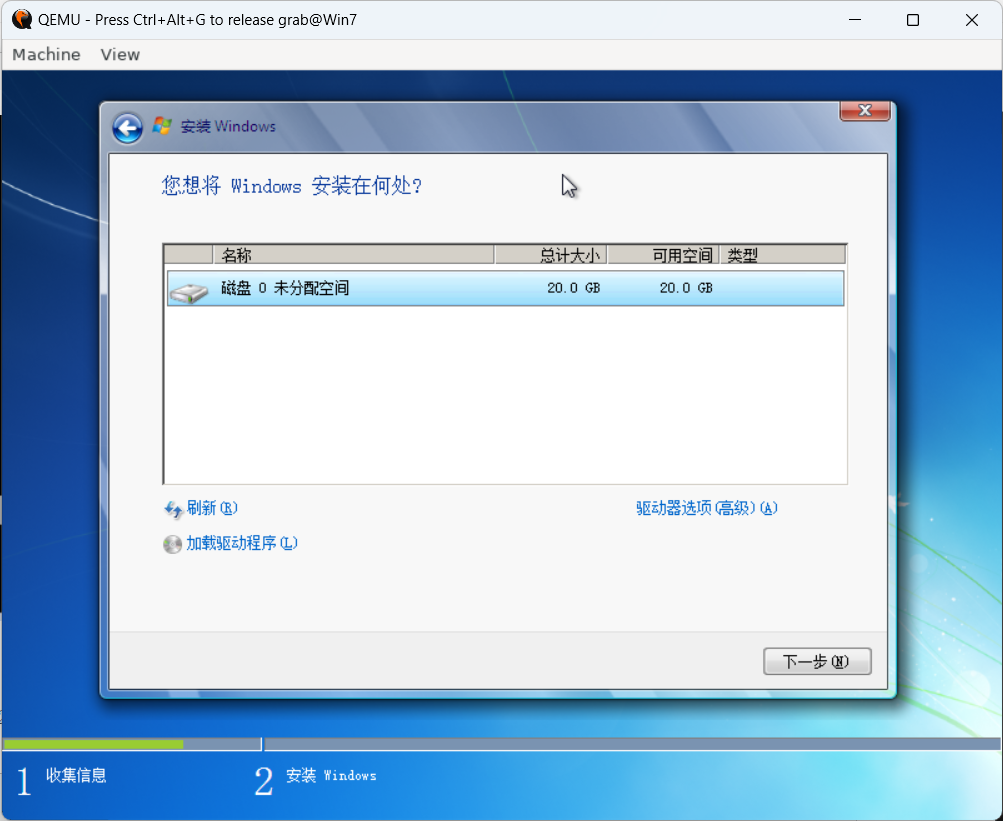 QEMU - Press Ctrl+Alt+G to release grab@Win7
Machine View
安装 Windows
您想将 Windows 安装在何处?
名称 总计大小 可用空间 类型
磁盘 0 未分配空间 20.0 GB 20.0 GB
刷新(R) 驱动器选项(高级)(A)
加载驱动程序(L)
下一步(N)
1 收集信息 2 安装 Windows